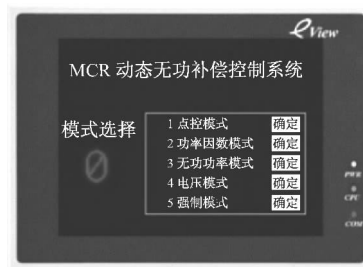 eView
MCR 动态无功补偿控制系统
模式选择
0
1 点控模式 确定
2 功率因数模式 确定
3 无功功率模式 确定
4 电压模式 确定
5 强制模式 确定
PWR
CPU
COM